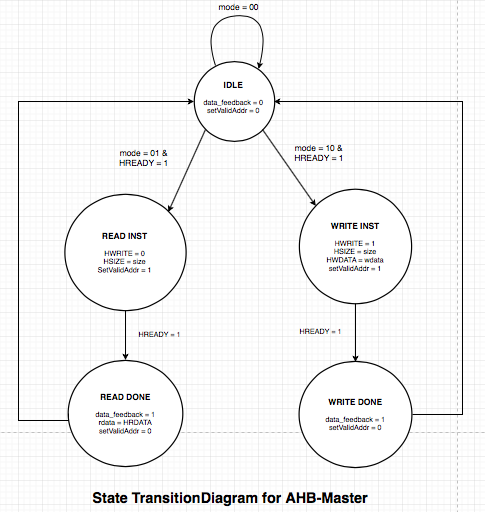 mode = 00
IDLE
data_feedback = 0
setValidAddr = 0
mode = 01 &
HREADY = 1
mode = 10 &
HREADY = 1
READ INST
HWRITE = 0
HSIZE = size
SetValidAddr = 1
WRITE INST
HWRITE = 1
HSIZE = size
HWDATA = wdata
setValidAddr = 1
HREADY = 1
HREADY = 1
READ DONE
data_feedback = 1
rdata = HRDATA
setValidAddr = 0
WRITE DONE
data_feedback = 1
setValidAddr = 0
State TransitionDiagram for AHB-Master